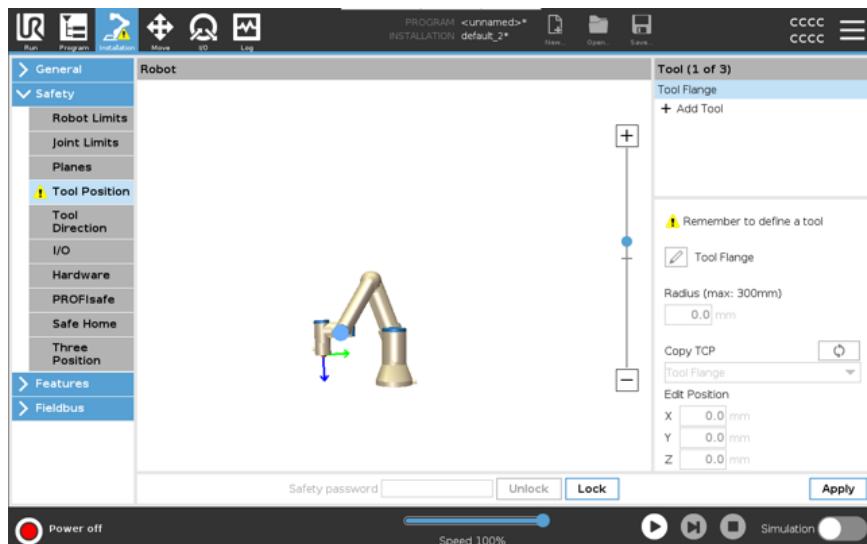 PROGRAM <unnamed>*
INSTALLATION default_2*
New... Open... Save...
CCCC
CCCC
UR
Run Program Installation Move I/O Log
General
Safety
Robot Limits
Joint Limits
Planes
Tool Position
Tool
Direction
I/O
Hardware
PROFIsafe
Safe Home
Three
Position
Features
Fieldbus
Robot
Tool (1 of 3)
Tool Flange
+ Add Tool
Remember to define a tool
Tool Flange
Radius (max: 300mm)
0.0 mm
Copy TCP
Tool Flange
Edit Position
X 0.0 mm
Y 0.0 mm
Z 0.0 mm
Safety password Unlock Lock Apply
Power off
Speed 100%
Simulation